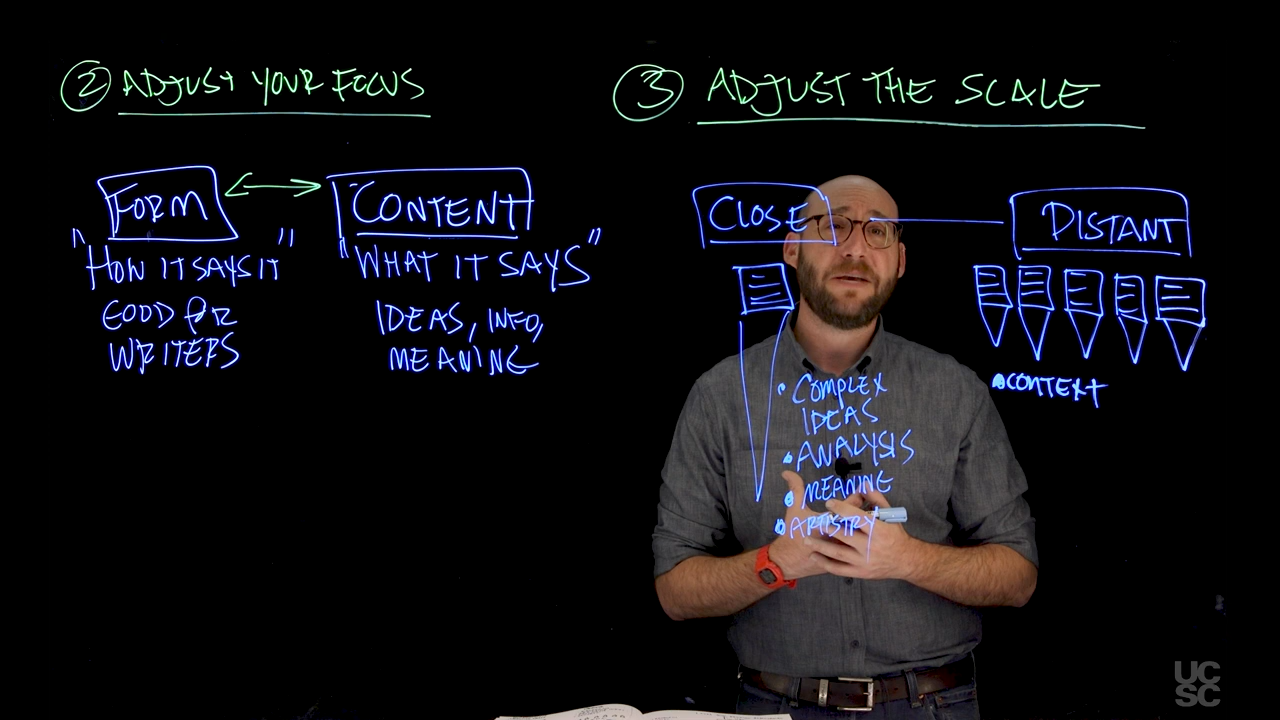 ② ADJUST YOUR FOCUS
FORM
"HOW IT SAYS IT"
GOOD FOR
WRITERS
CONTENT
"WHAT IT SAYS"
IDEAS, INFO,
MEANING
③ ADJUST THE SCALE
CLOSE
COMPLEX
IDEAS
ANALYSIS
MEANING
ARTISTRY
DISTANT
CONTEXT
UC
SC